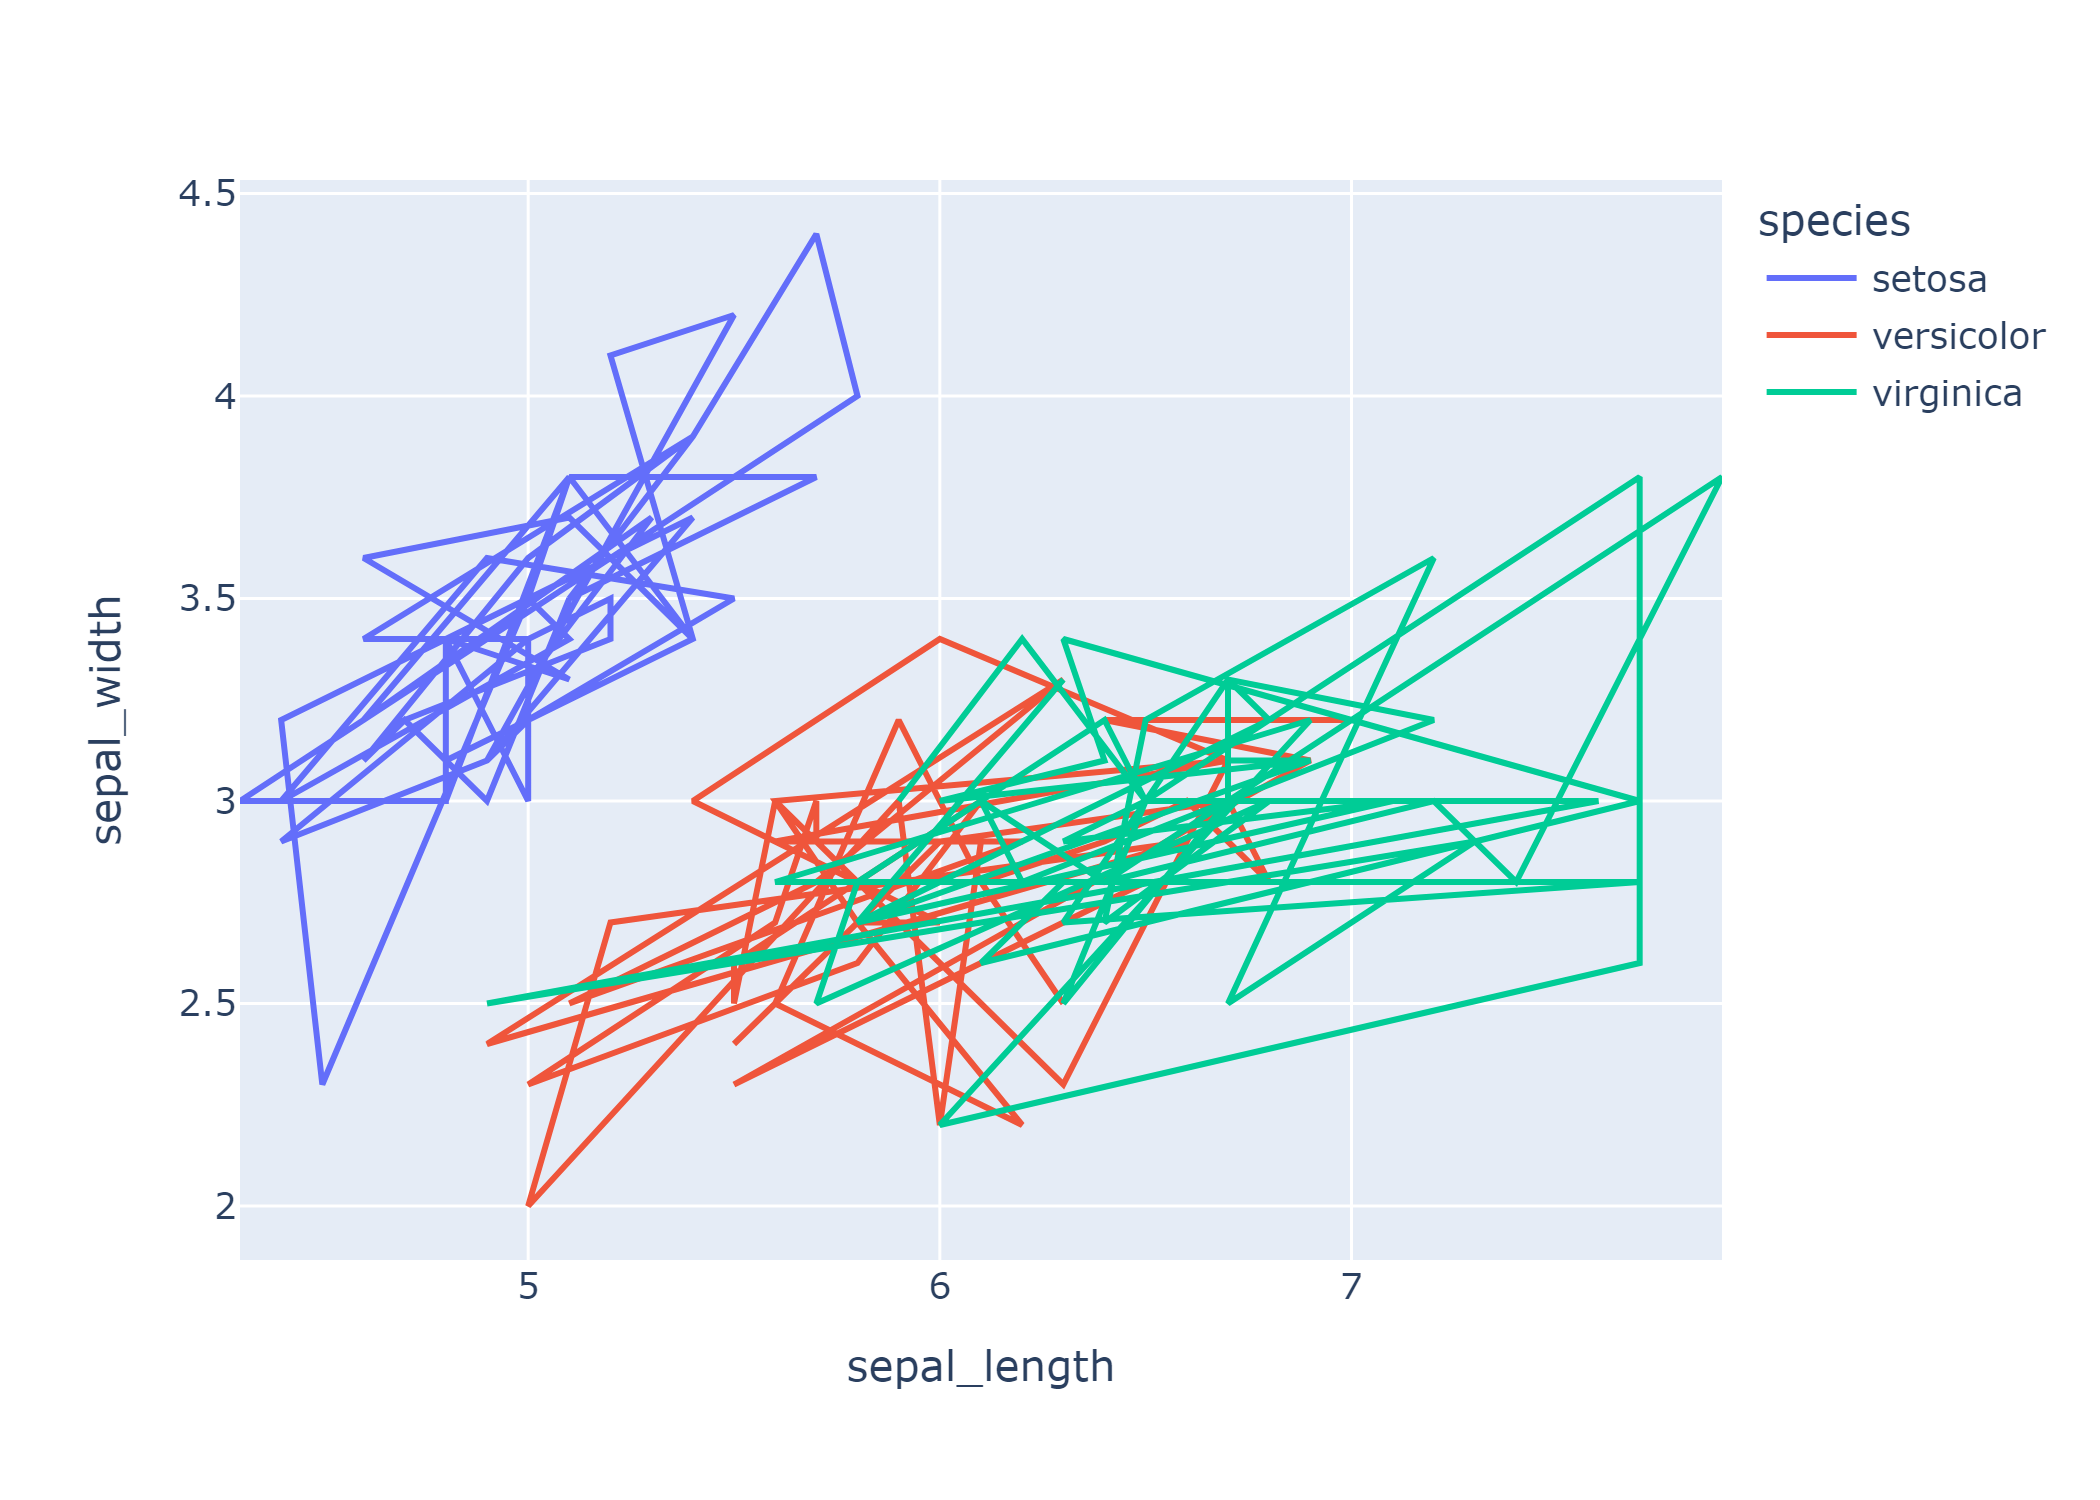 4.5
4
3.5
3
2.5
2
5 6 7
sepal_width
sepal_length
species
setosa
versicolor
virginica